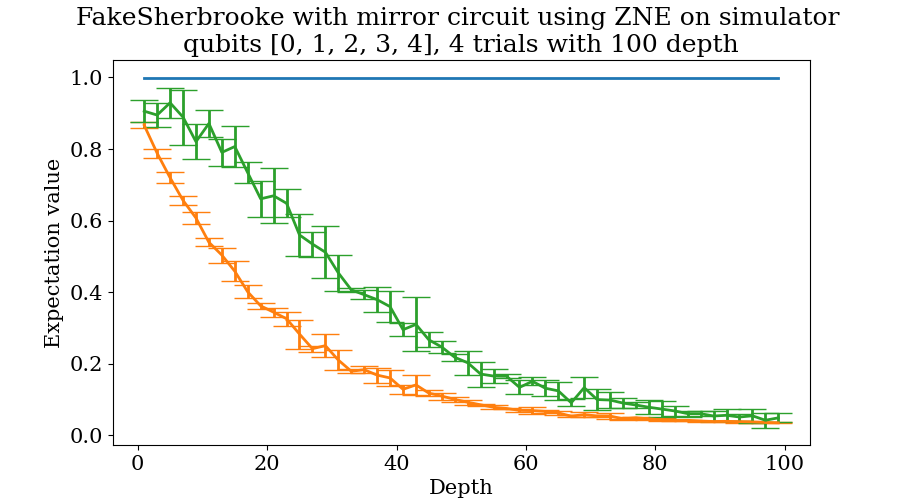 FakeSherbrooke with mirror circuit using ZNE on simulator
qubits [0, 1, 2, 3, 4], 4 trials with 100 depth
1.0
0.8
0.6
0.4
0.2
0.0
Expectation value
0 20 40 60 80 100
Depth